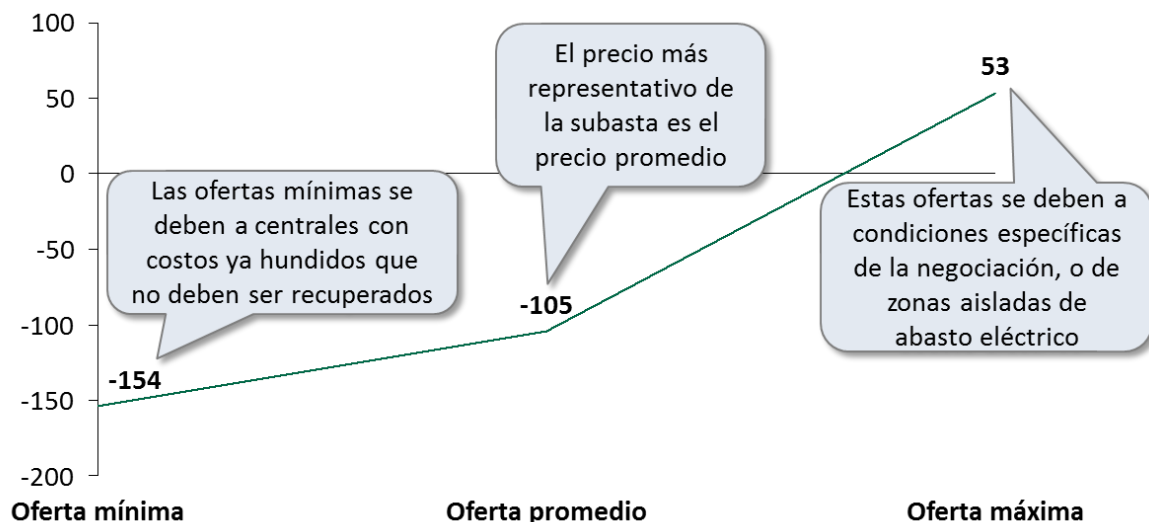 100
50
0
-50
-100
-150
-200
Las ofertas mínimas se
deben a centrales con
costos ya hundidos que
no deben ser recuperados
-154
El precio más
representativo de
la subasta es el
precio promedio
-105
53
Estas ofertas se deben a
condiciones específicas
de la negociación, o de
zonas aisladas de
abasto eléctrico
Oferta mínima
Oferta promedio
Oferta máxima